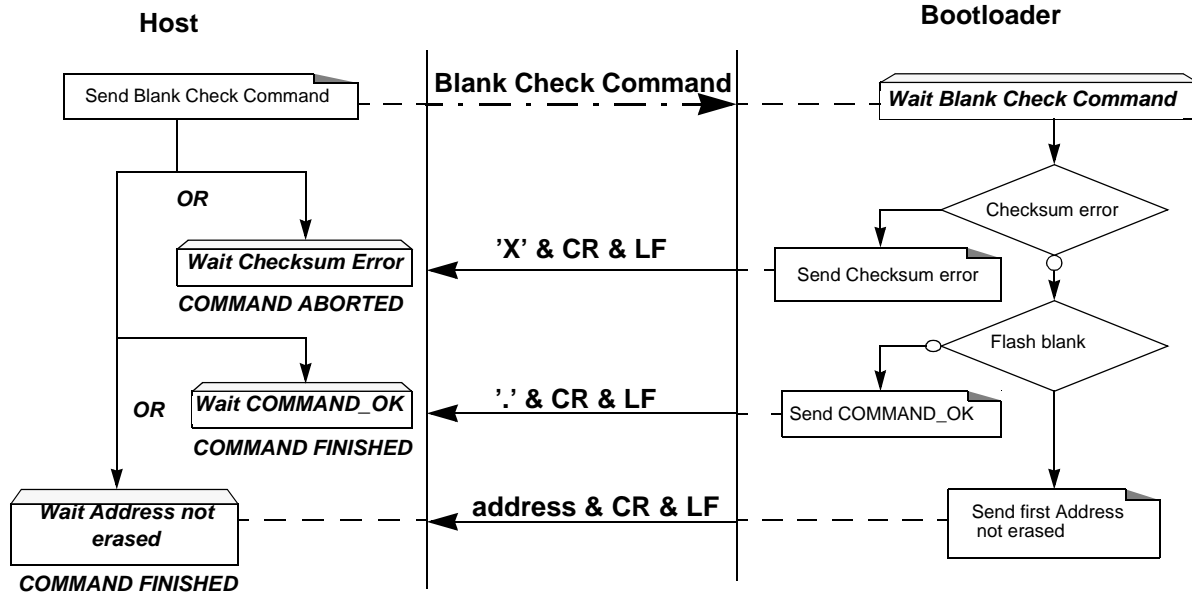 Host
Bootloader
Send Blank Check Command
Blank Check Command
Wait Blank Check Command
OR
Checksum error
Wait Checksum Error
’X’ & CR & LF
Send Checksum error
COMMAND ABORTED
Flash blank
OR
Wait COMMAND_OK
’.’ & CR & LF
Send COMMAND_OK
COMMAND FINISHED
Wait Address not
erased
address & CR & LF
Send first Address
not erased
COMMAND FINISHED